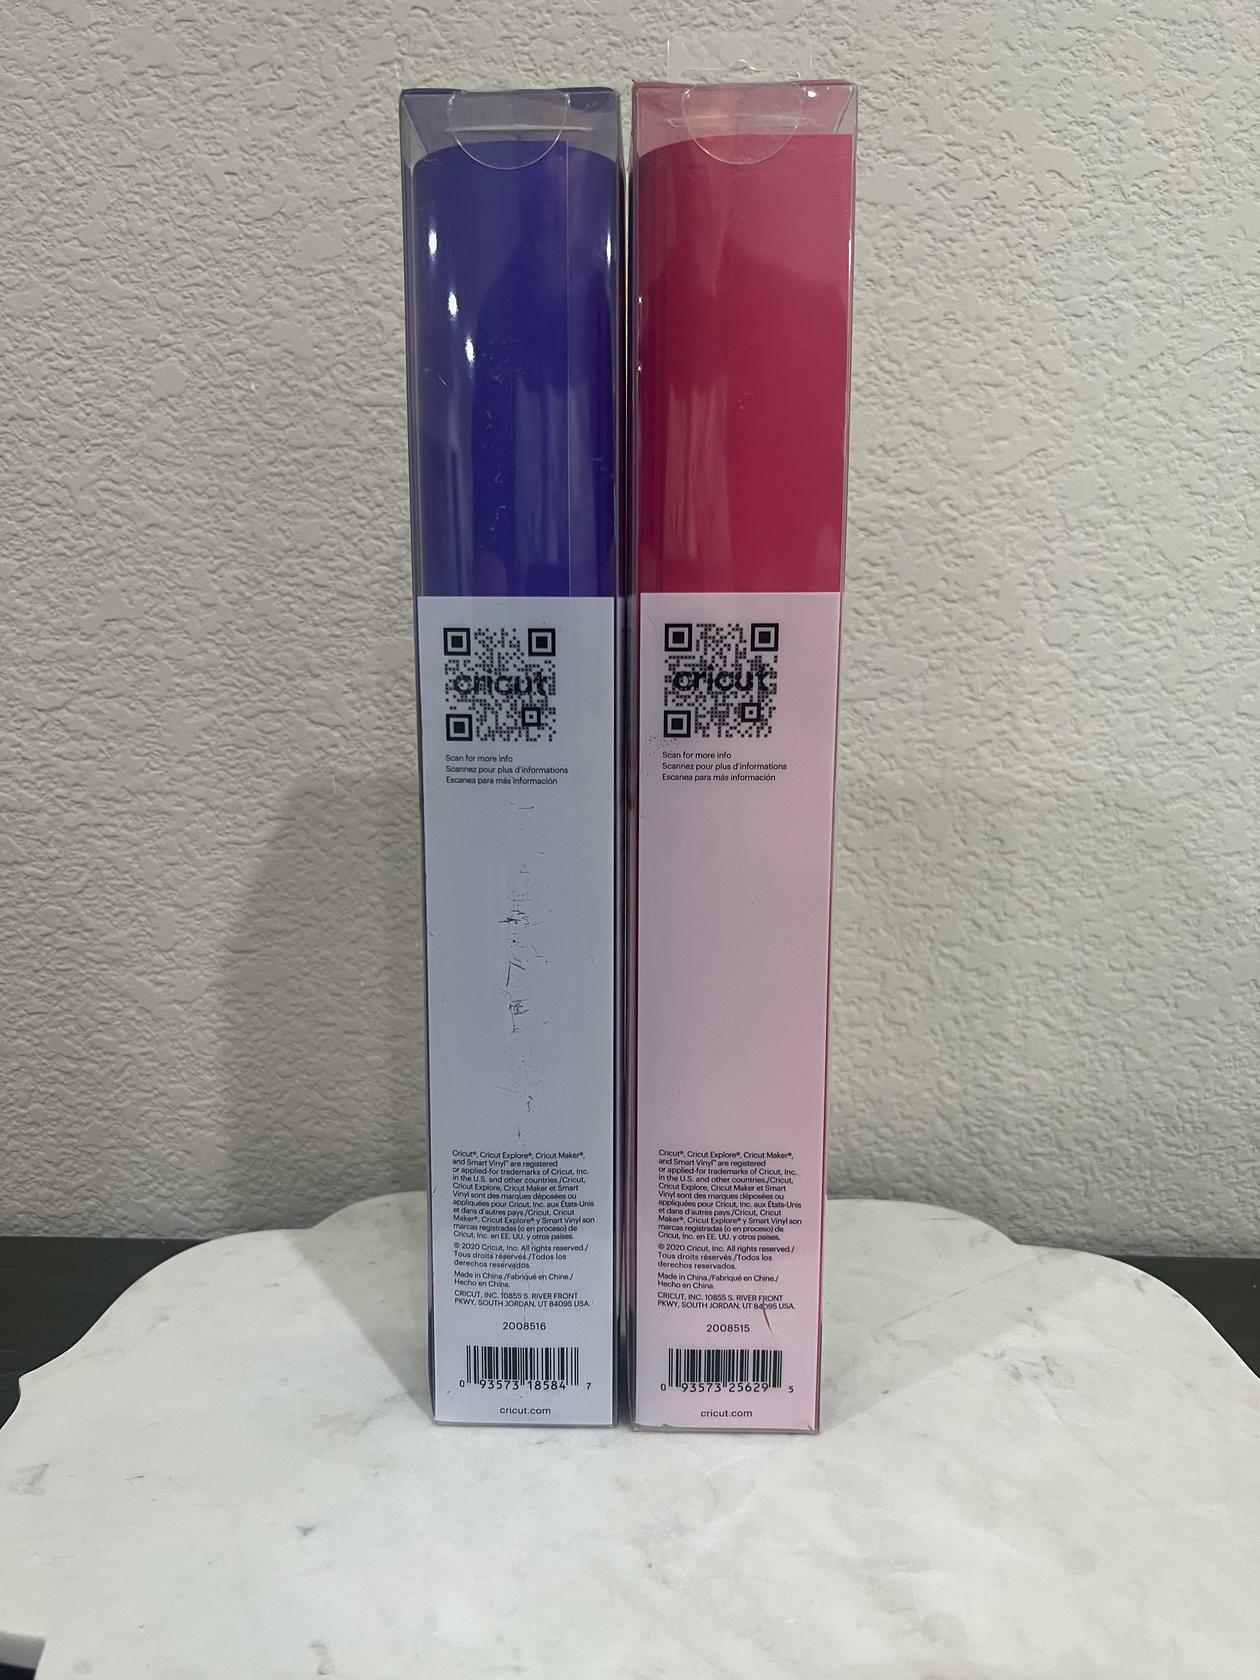 cricut
Scan for more info
Scannez pour plus d'informations
Escanea para más información
Cricut®, Cricut Explore®, Cricut Maker®,
and Smart Vinyl™ are registered
or applied-for trademarks of Cricut, Inc.
in the U.S. and other countries./Cricut,
Cricut Explore, Cricut Maker et Smart
Vinyl sont des marques déposées ou
appliquées pour Cricut, Inc. aux États-Unis
et dans d'autres pays./Cricut, Cricut
Maker®, Cricut Explore® y Smart Vinyl son
marcas registradas (o en proceso) de
Cricut, Inc. en EE. UU. y otros países.
© 2020 Cricut, Inc. All rights reserved./
Tous droits réservés./Todos los
derechos reservados.
Made in China./Fabriqué en Chine./
Hecho en China.
CRICUT, INC. 10855 S. RIVER FRONT
PKWY, SOUTH JORDAN, UT 84095 USA.
2008516
0 93573 18584 7
cricut.com
cricut
Scan for more info
Scannez pour plus d'informations
Escanea para más información
Cricut®, Cricut Explore®, Cricut Maker®,
and Smart Vinyl™ are registered
or applied-for trademarks of Cricut, Inc.
in the U.S. and other countries./Cricut,
Cricut Explore, Cricut Maker et Smart
Vinyl sont des marques déposées ou
appliquées pour Cricut, Inc. aux États-Unis
et dans d'autres pays./Cricut, Cricut
Maker®, Cricut Explore® y Smart Vinyl son
marcas registradas (o en proceso) de
Cricut, Inc. en EE. UU. y otros países.
© 2020 Cricut, Inc. All rights reserved./
Tous droits réservés./Todos los
derechos reservados.
Made in China./Fabriqué en Chine./
Hecho en China.
CRICUT, INC. 10855 S. RIVER FRONT
PKWY, SOUTH JORDAN, UT 84095 USA.
2008515
0 93573 25629 5
cricut.com